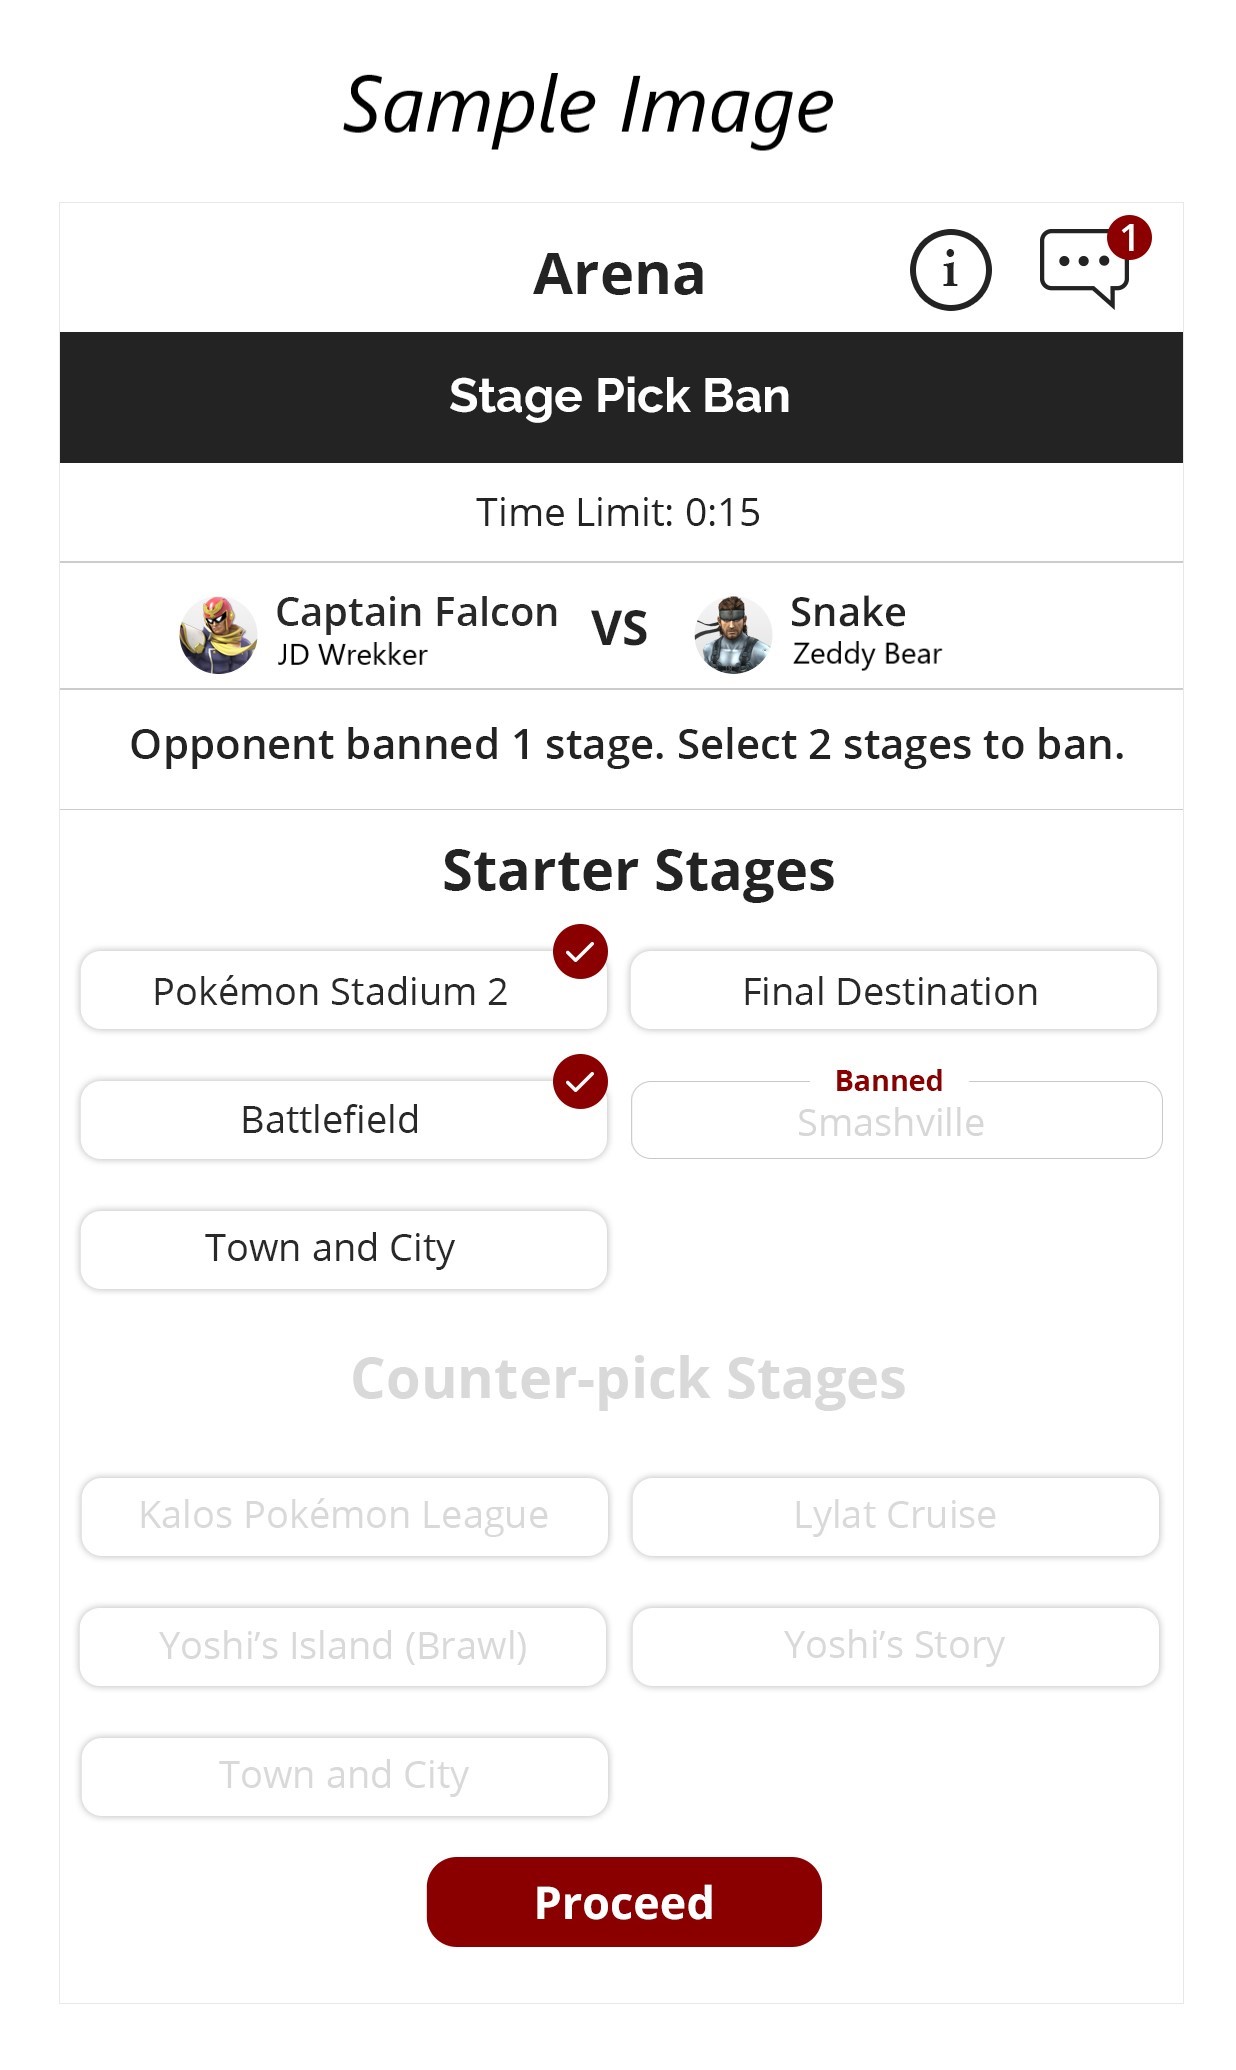 Sample Image
Arena
i
1
Stage Pick Ban
Time Limit: 0:15
Captain Falcon
JD Wrekker
VS
Snake
Zeddy Bear
Opponent banned 1 stage. Select 2 stages to ban.
Starter Stages
Pokémon Stadium 2
Final Destination
Battlefield
Banned
Smashville
Town and City
Counter-pick Stages
Kalos Pokémon League
Lylat Cruise
Yoshi’s Island (Brawl)
Yoshi’s Story
Town and City
Proceed